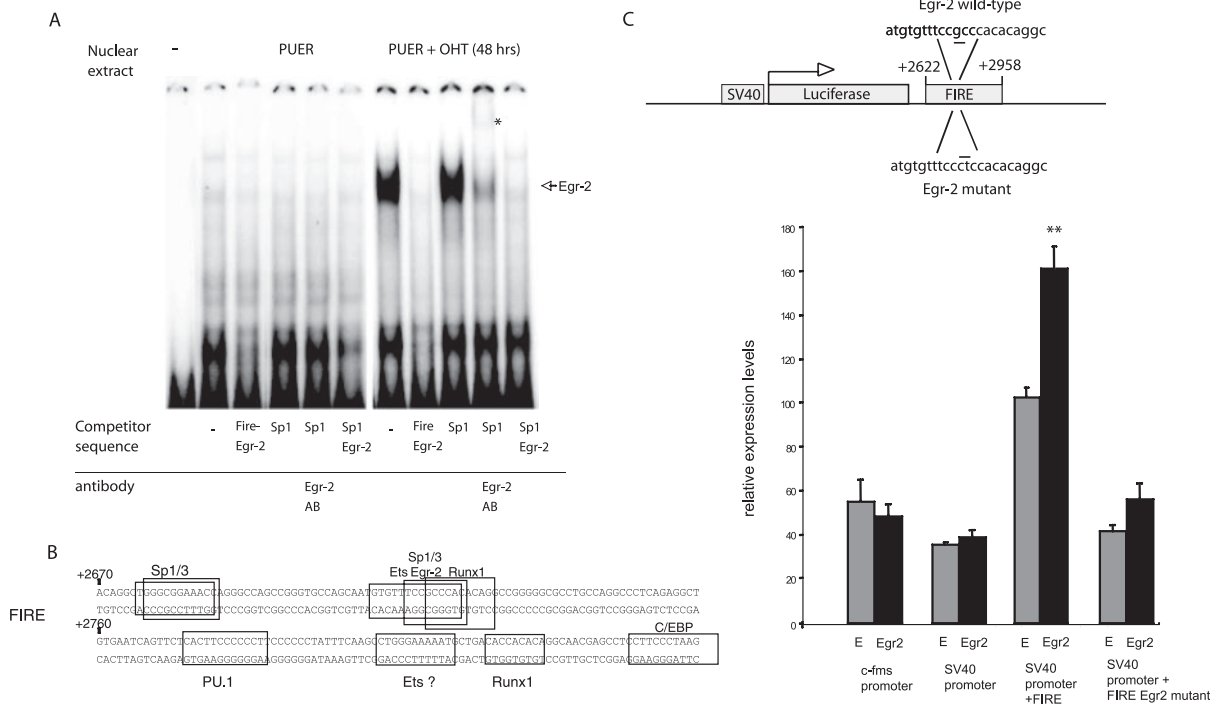 A
Nuclear extract
-
PUER
PUER + OHT (48 hrs)
*
Egr-2
Competitor sequence
- Fire-Egr-2 Sp1 Sp1 Sp1 Egr-2 - Fire Egr-2 Sp1 Sp1 Sp1 Egr-2
antibody
Egr-2 AB
Egr-2 AB
B
FIRE
Sp1/3
Sp1/3
Ets Egr-2 Runx1
+2670
ACAGGCTGGGCGGAAACCAGGGCCAGCCGGGTGCCAGCAATGTGTTTCCGCCCACACAGGCCGGGGGCGCCTGCCAGGCCCTCAGAGGCT
TGTCCGACCCGCCTTTGGTCCCGGTCGGCCCACGGTCGTTACACAAAGGCGGGTGTGTCCGGCCCCCGCGGACGGTCCGGGAGTCTCCGA
+2760
C/EBP
GTGAATCAGTTCTCACTTCCCCCCTTCCCCCCTATTTCAAGCTGGGAAAAATGCTGACACCACACAGGCAACGAGCCTCCTTCCCTAAG
CACTTAGTCAAGAGTGAAGGGGGGAAGGGGGGATAAAGTTCGACCCTTTTTACGACTGTGGTGTGTCCGTTGCTCGGAGGAAGGGATTC
PU.1
Ets ?
Runx1
C
Egr-2 wild-type
atgtgtttccgcccacacaggc
+2622
+2958
SV40
Luciferase
FIRE
atgtgtttccctccacacaggc
Egr-2 mutant
relative expression levels
180
160
140
120
100
80
60
40
20
0
**
E Egr2 E Egr2 E Egr2 E Egr2
c-fms promoter
SV40 promoter
SV40 promoter +FIRE
SV40 promoter + FIRE Egr2 mutant